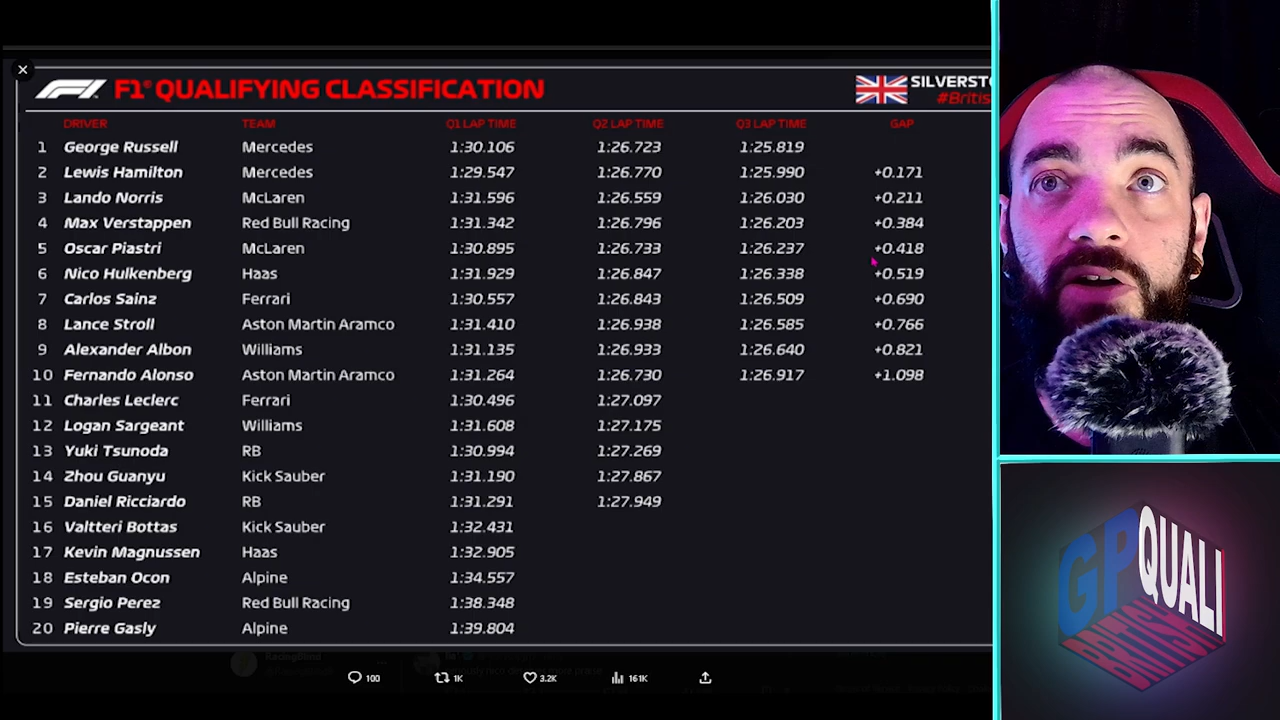 F1 F1® QUALIFYING CLASSIFICATION SILVERSTO
#Britis
DRIVER TEAM Q1 LAP TIME Q2 LAP TIME Q3 LAP TIME GAP
1 George Russell Mercedes 1:30.106 1:26.723 1:25.819
2 Lewis Hamilton Mercedes 1:29.547 1:26.770 1:25.990 +0.171
3 Lando Norris McLaren 1:31.596 1:26.559 1:26.030 +0.211
4 Max Verstappen Red Bull Racing 1:31.342 1:26.796 1:26.203 +0.384
5 Oscar Piastri McLaren 1:30.895 1:26.733 1:26.237 +0.418
6 Nico Hulkenberg Haas 1:31.929 1:26.847 1:26.338 +0.519
7 Carlos Sainz Ferrari 1:30.557 1:26.843 1:26.509 +0.690
8 Lance Stroll Aston Martin Aramco 1:31.410 1:26.938 1:26.585 +0.766
9 Alexander Albon Williams 1:31.135 1:26.933 1:26.640 +0.821
10 Fernando Alonso Aston Martin Aramco 1:31.264 1:26.730 1:26.917 +1.098
11 Charles Leclerc Ferrari 1:30.496 1:27.097
12 Logan Sargeant Williams 1:31.608 1:27.175
13 Yuki Tsunoda RB 1:30.994 1:27.269
14 Zhou Guanyu Kick Sauber 1:31.190 1:27.867
15 Daniel Ricciardo RB 1:31.291 1:27.949
16 Valtteri Bottas Kick Sauber 1:32.431
17 Kevin Magnussen Haas 1:32.905
18 Esteban Ocon Alpine 1:34.557
19 Sergio Perez Red Bull Racing 1:38.348
20 Pierre Gasly Alpine 1:39.804
100 1K 3.2K 161K
GP QUALI
BRITISH